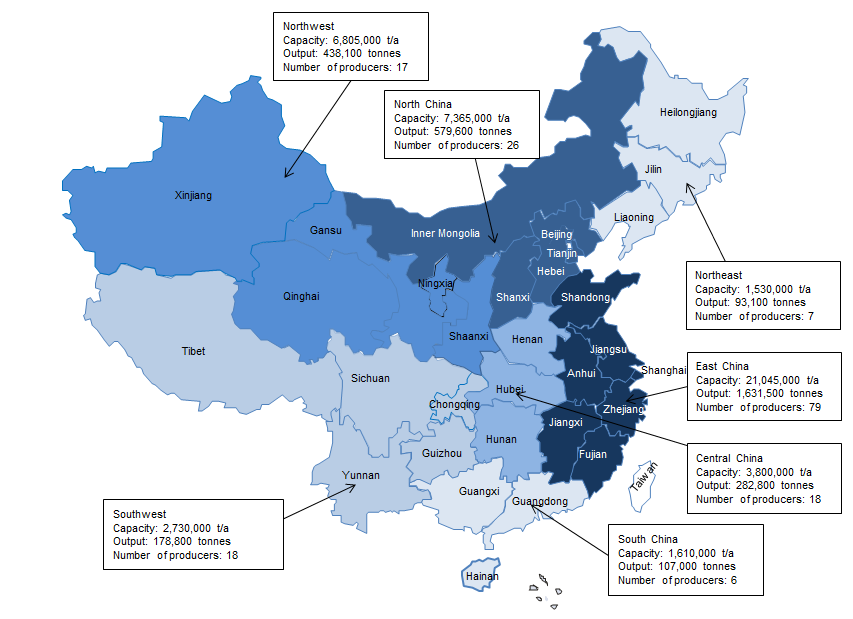 Northwest
Capacity: 6,805,000 t/a
Output: 438,100 tonnes
Number of producers: 17
North China
Capacity: 7,365,000 t/a
Output: 579,600 tonnes
Number of producers: 26
Heilongjiang
Jilin
Xinjiang
Liaoning
Gansu
Inner Mongolia
Beijing
Tianjin
Hebei
Ningxia
Qinghai
Shanxi
Shandong
Northeast
Capacity: 1,530,000 t/a
Output: 93,100 tonnes
Number of producers: 7
Shaanxi
Henan
Tibet
Jiangsu
Sichuan
Anhui
Shanghai
East China
Capacity: 21,045,000 t/a
Output: 1,631,500 tonnes
Number of producers: 79
Hubei
Chongqing
Zhejiang
Jiangxi
Hunan
Guizhou
Fujian
Central China
Capacity: 3,800,000 t/a
Output: 282,800 tonnes
Number of producers: 18
Yunnan
Guangxi
Guangdong
Taiwan
Southwest
Capacity: 2,730,000 t/a
Output: 178,800 tonnes
Number of producers: 18
South China
Capacity: 1,610,000 t/a
Output: 107,000 tonnes
Number of producers: 6
Hainan